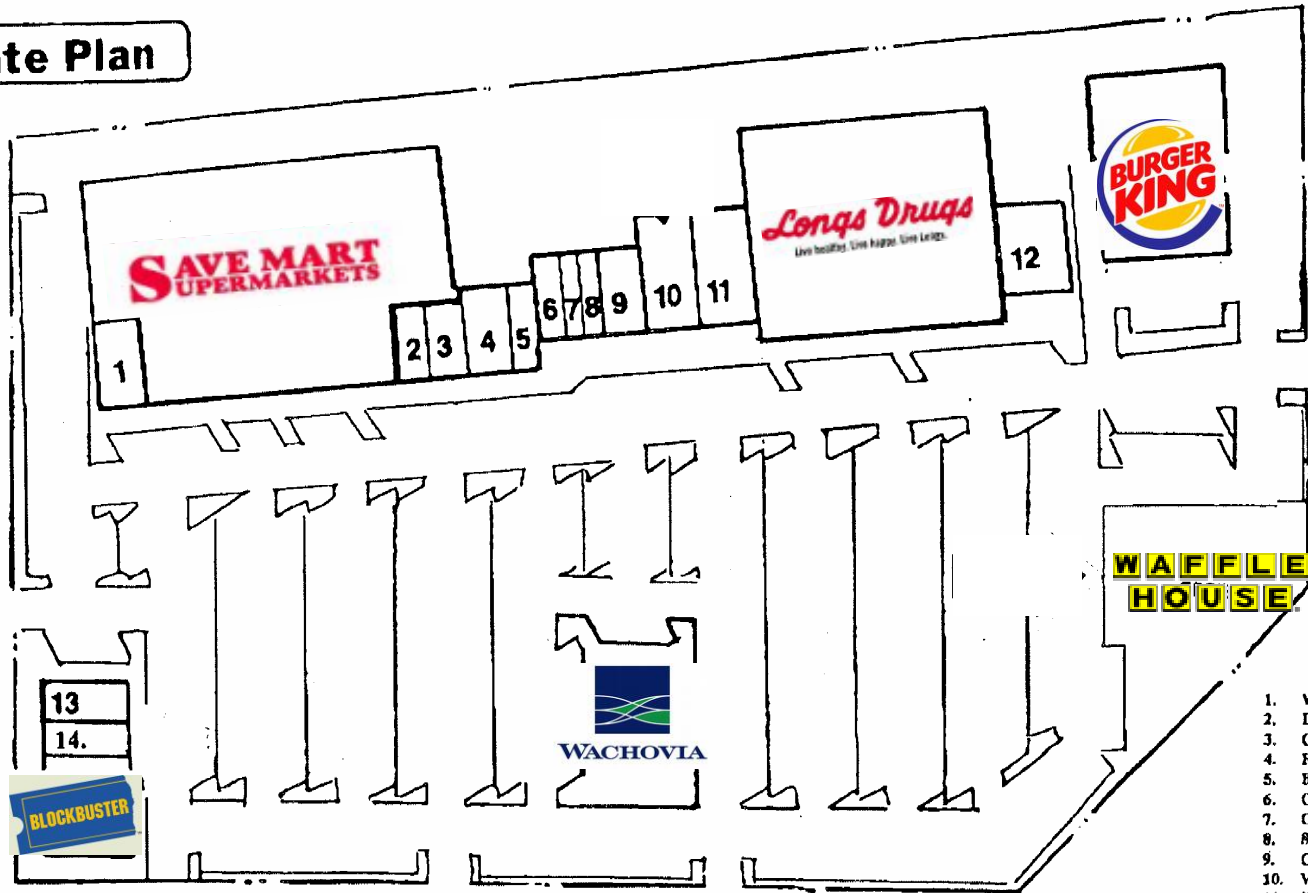 Plan
BURGER
KING
SAVE MART
SUPERMARKETS
Longs Drugs
Live healthy. Live happy. Live Longs.
12
11
10
9
8
7
6
5
4
3
2
1
WAFFLE
HOUSE
13
14.
WACHOVIA
BLOCKBUSTER
1.
2.
3.
4.
5.
6.
7.
8.
9.
10.